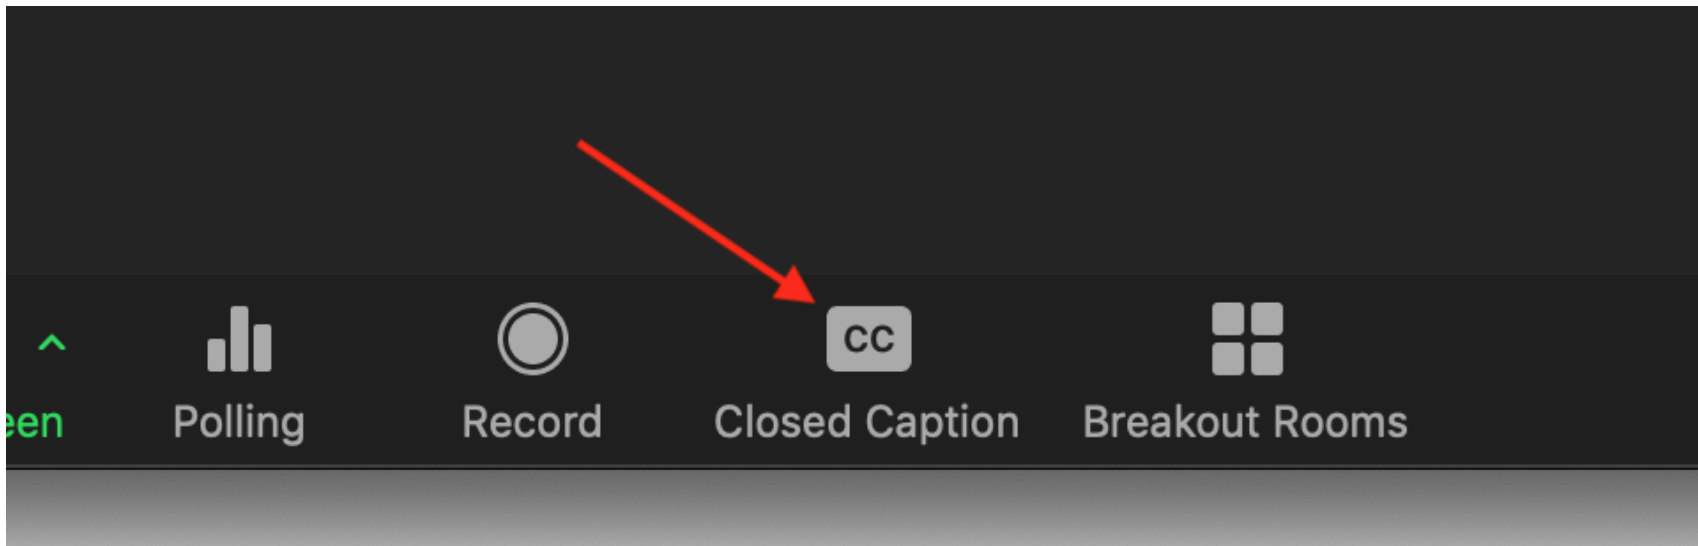 CC
een
Polling
Record
Closed Caption
Breakout Rooms